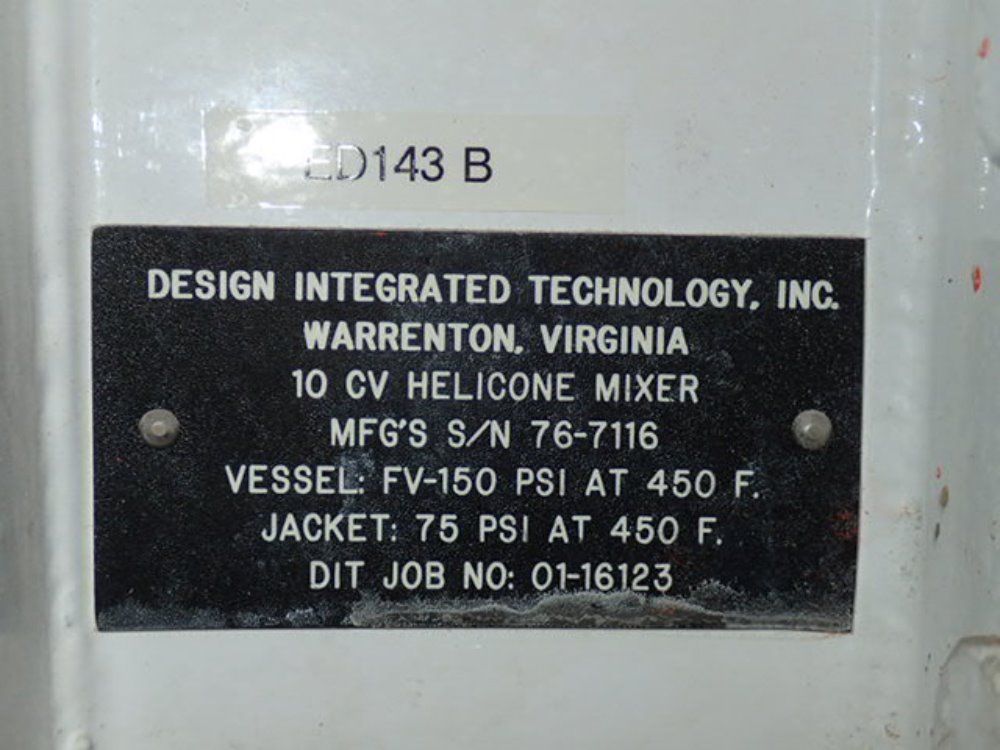 ED143 B
DESIGN INTEGRATED TECHNOLOGY, INC.
WARRENTON, VIRGINIA
10 CV HELICONE MIXER
MFG'S S/N 76-7116
VESSEL: FV-150 PSI AT 450 F.
JACKET: 75 PSI AT 450 F.
DIT JOB NO: 01-16123